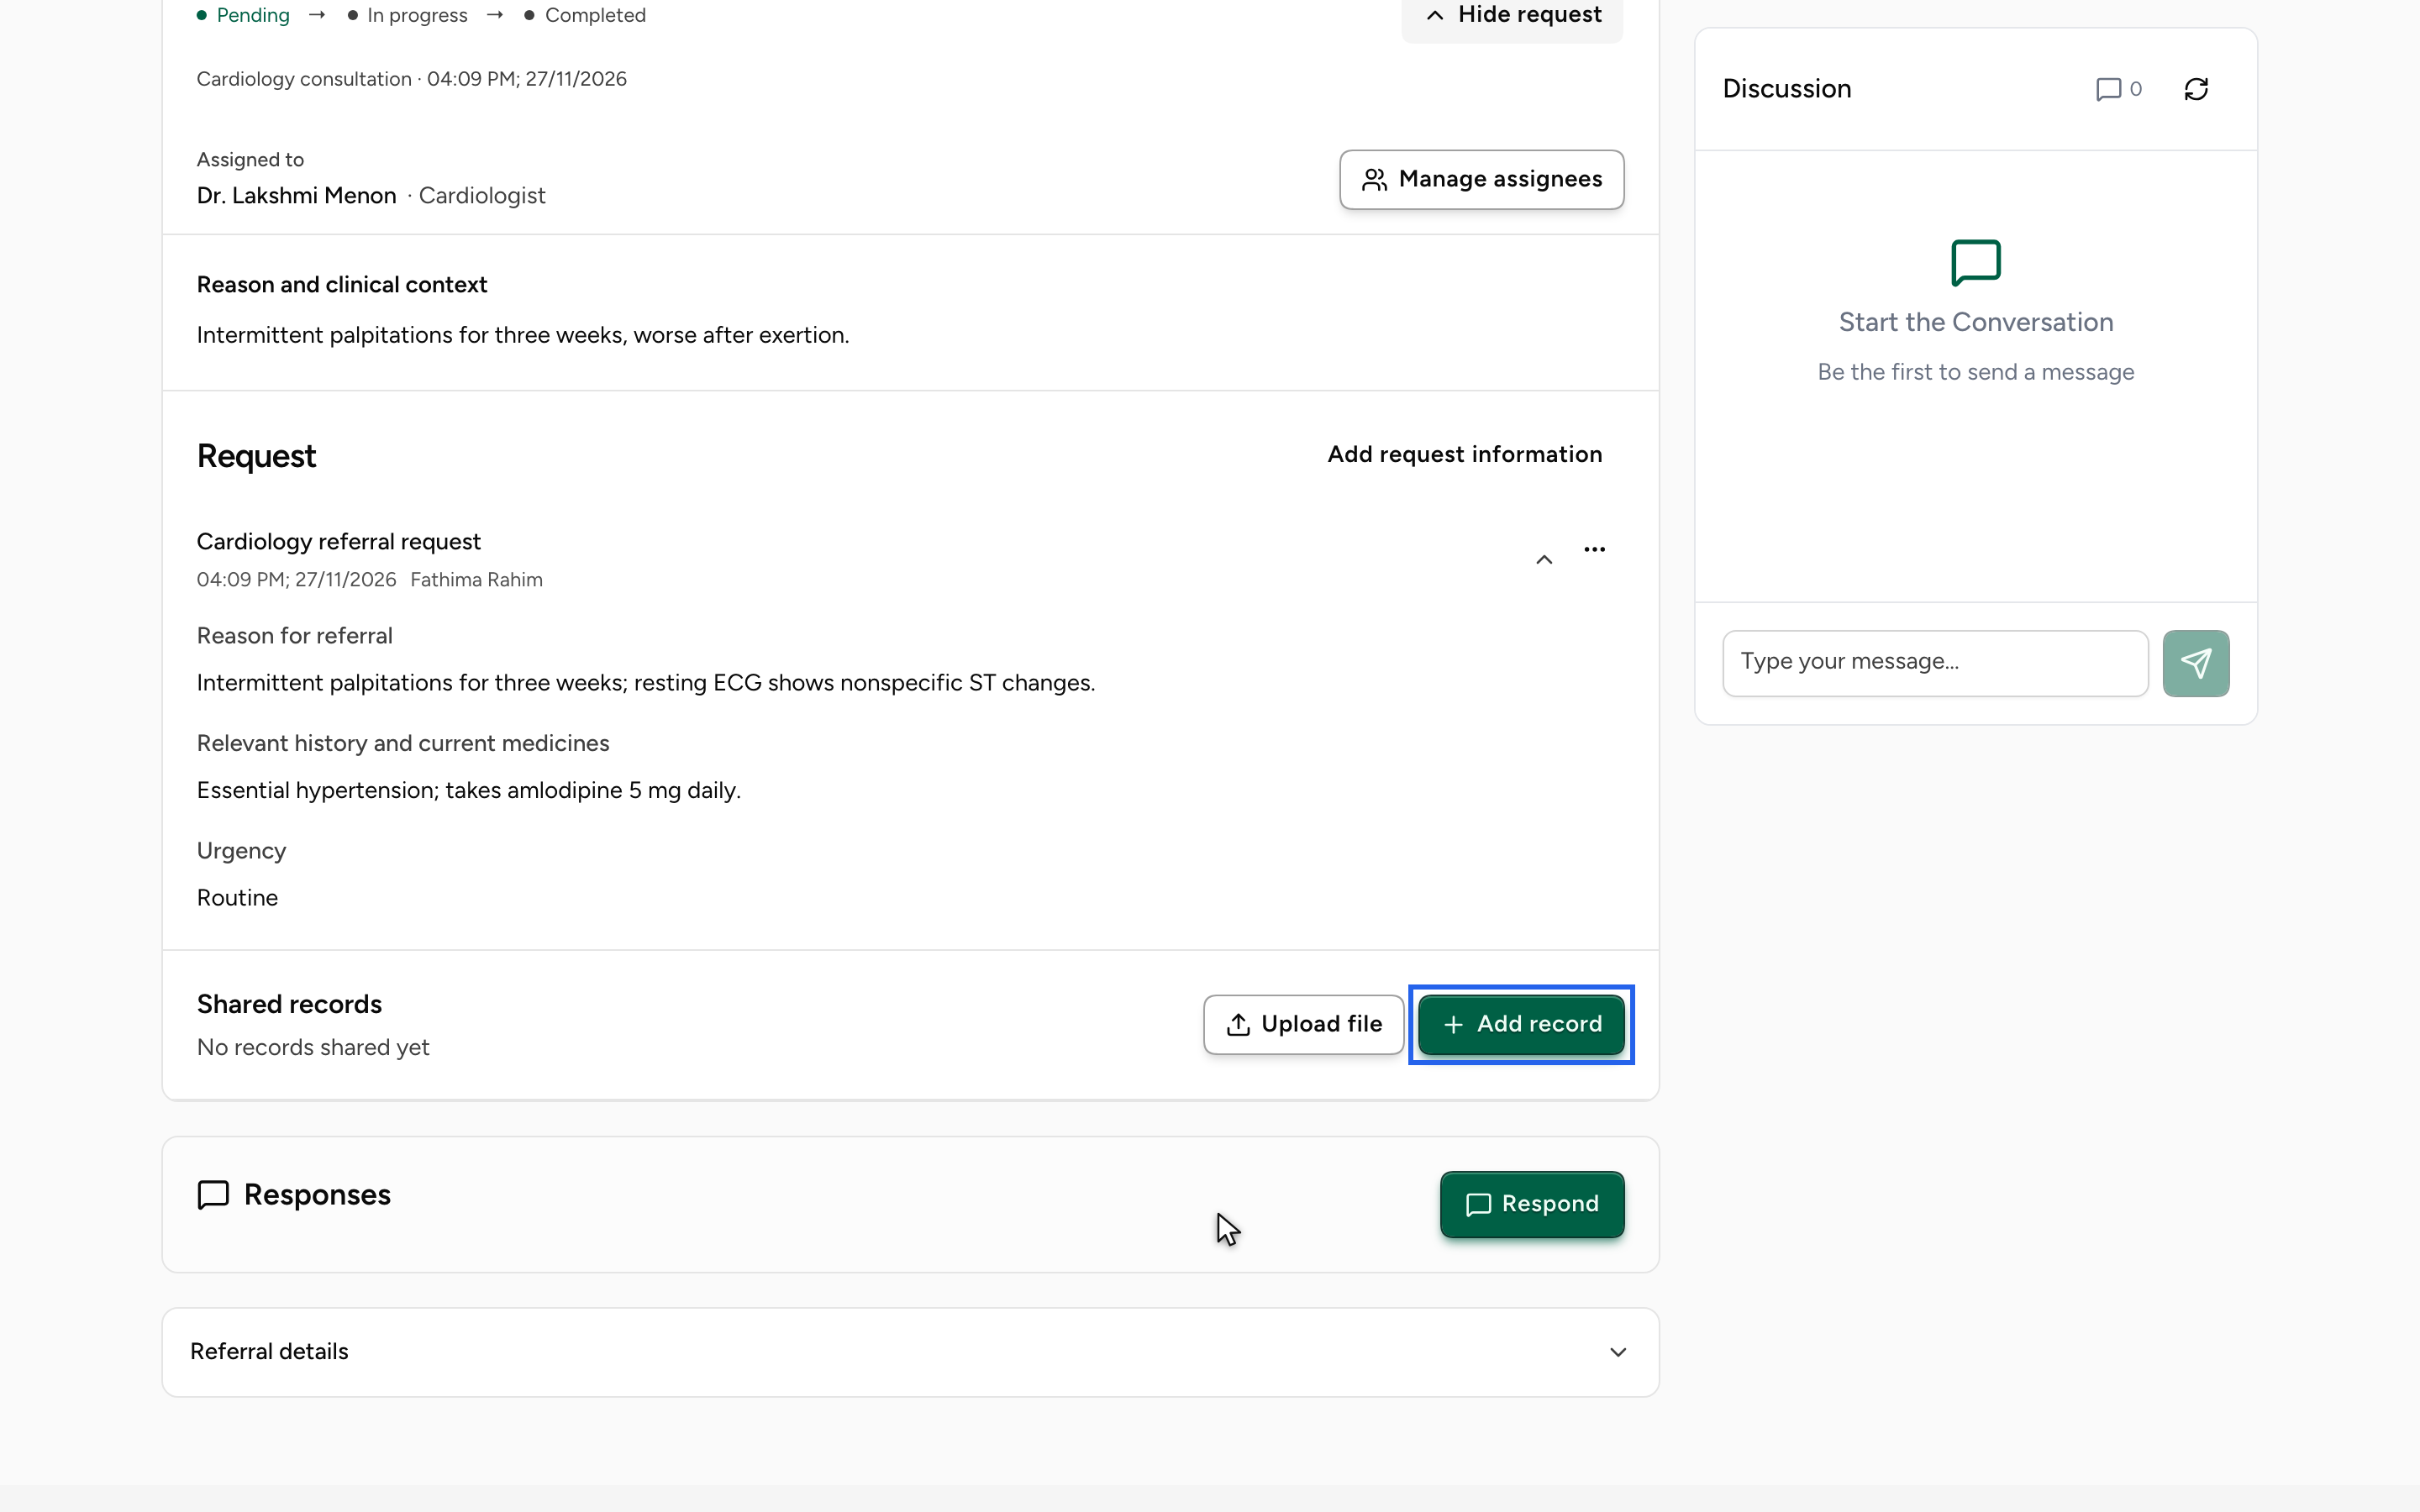 Pending → In progress → Completed
Hide request
Cardiology consultation · 04:09 PM; 27/11/2026
Assigned to
Dr. Lakshmi Menon · Cardiologist
Manage assignees
Reason and clinical context
Intermittent palpitations for three weeks, worse after exertion.
Request
Add request information
Cardiology referral request
04:09 PM; 27/11/2026 Fathima Rahim
Reason for referral
Intermittent palpitations for three weeks; resting ECG shows nonspecific ST changes.
Relevant history and current medicines
Essential hypertension; takes amlodipine 5 mg daily.
Urgency
Routine
Shared records
No records shared yet
Upload file
Add record
Responses
Respond
Referral details
Discussion
0
Start the Conversation
Be the first to send a message
Type your message...